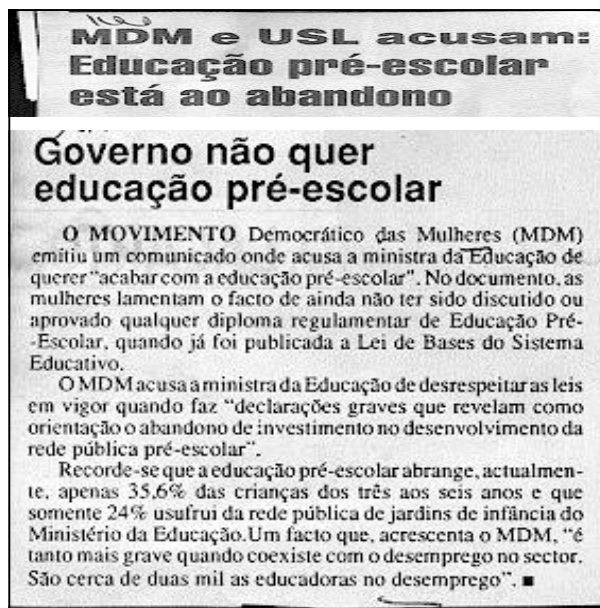 MDM e USL acusam:
Educação pré-escolar
está ao abandono
Governo não quer
educação pré-escolar
O MOVIMENTO Democrático das Mulheres (MDM)
emitiu um comunicado onde acusa a ministra da Educação de
querer "acabar com a educação pré-escolar". No documento, as
mulheres lamentam o facto de ainda não ter sido discutido ou
aprovado qualquer diploma regulamentar de Educação Pré-
-Escolar, quando já foi publicada a Lei de Bases do Sistema
Educativo.
O MDM acusa a ministra da Educação de desrespeitar as leis
em vigor quando faz "declarações graves que revelam como
orientação o abandono de investimento no desenvolvimento da
rede pública pré-escolar".
Recorde-se que a educação pré-escolar abrange, actualmen-
te, apenas 35,6% das crianças dos três aos seis anos e que
somente 24% usufrui da rede pública de jardins de infância do
Ministério da Educação. Um facto que, acrescenta o MDM, "é
tanto mais grave quando coexiste com o desemprego no sector.
São cerca de duas mil as educadoras no desemprego". ■